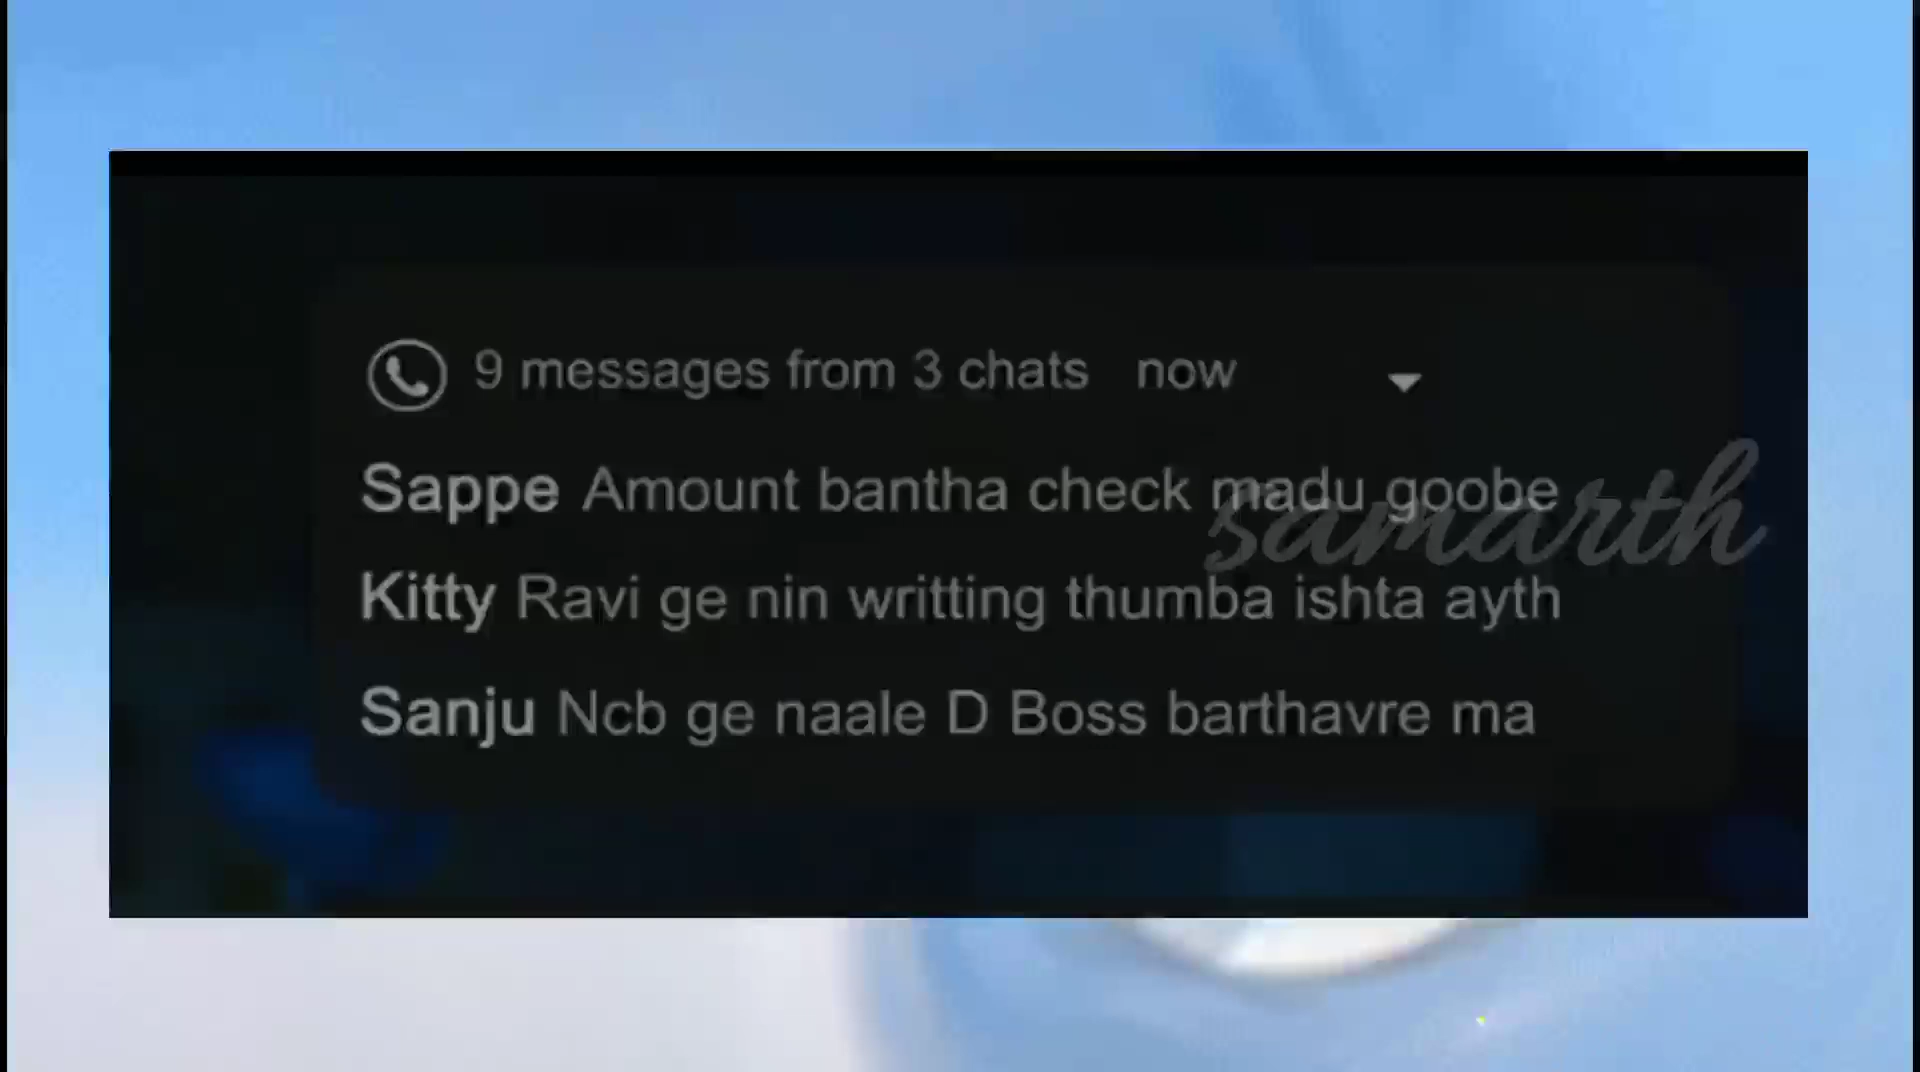 9 messages from 3 chats now
Sappe Amount bantha check madu goobe
samarth
Kitty Ravi ge nin writting thumba ishta ayth
Sanju Ncb ge naale D Boss barthavre ma